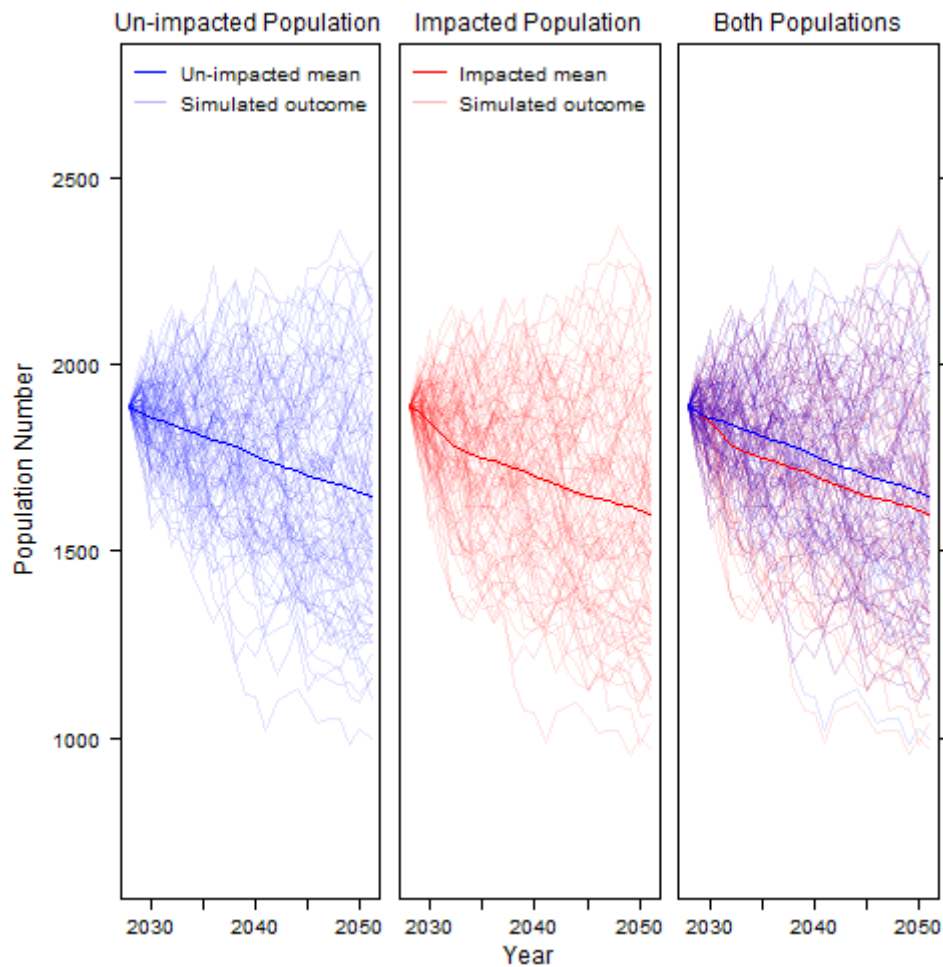 Un-impacted Population
Impacted Population
Both Populations
Un-impacted mean
Simulated outcome
Impacted mean
Simulated outcome
2500
2000
1500
1000
Population Number
2030
2040
2050
2030
2040
2050
2030
2040
2050
Year